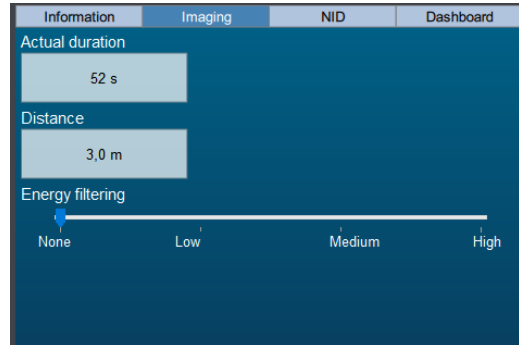 Information Imaging NID Dashboard
Actual duration
52 s
Distance
3,0 m
Energy filtering
None Low Medium High